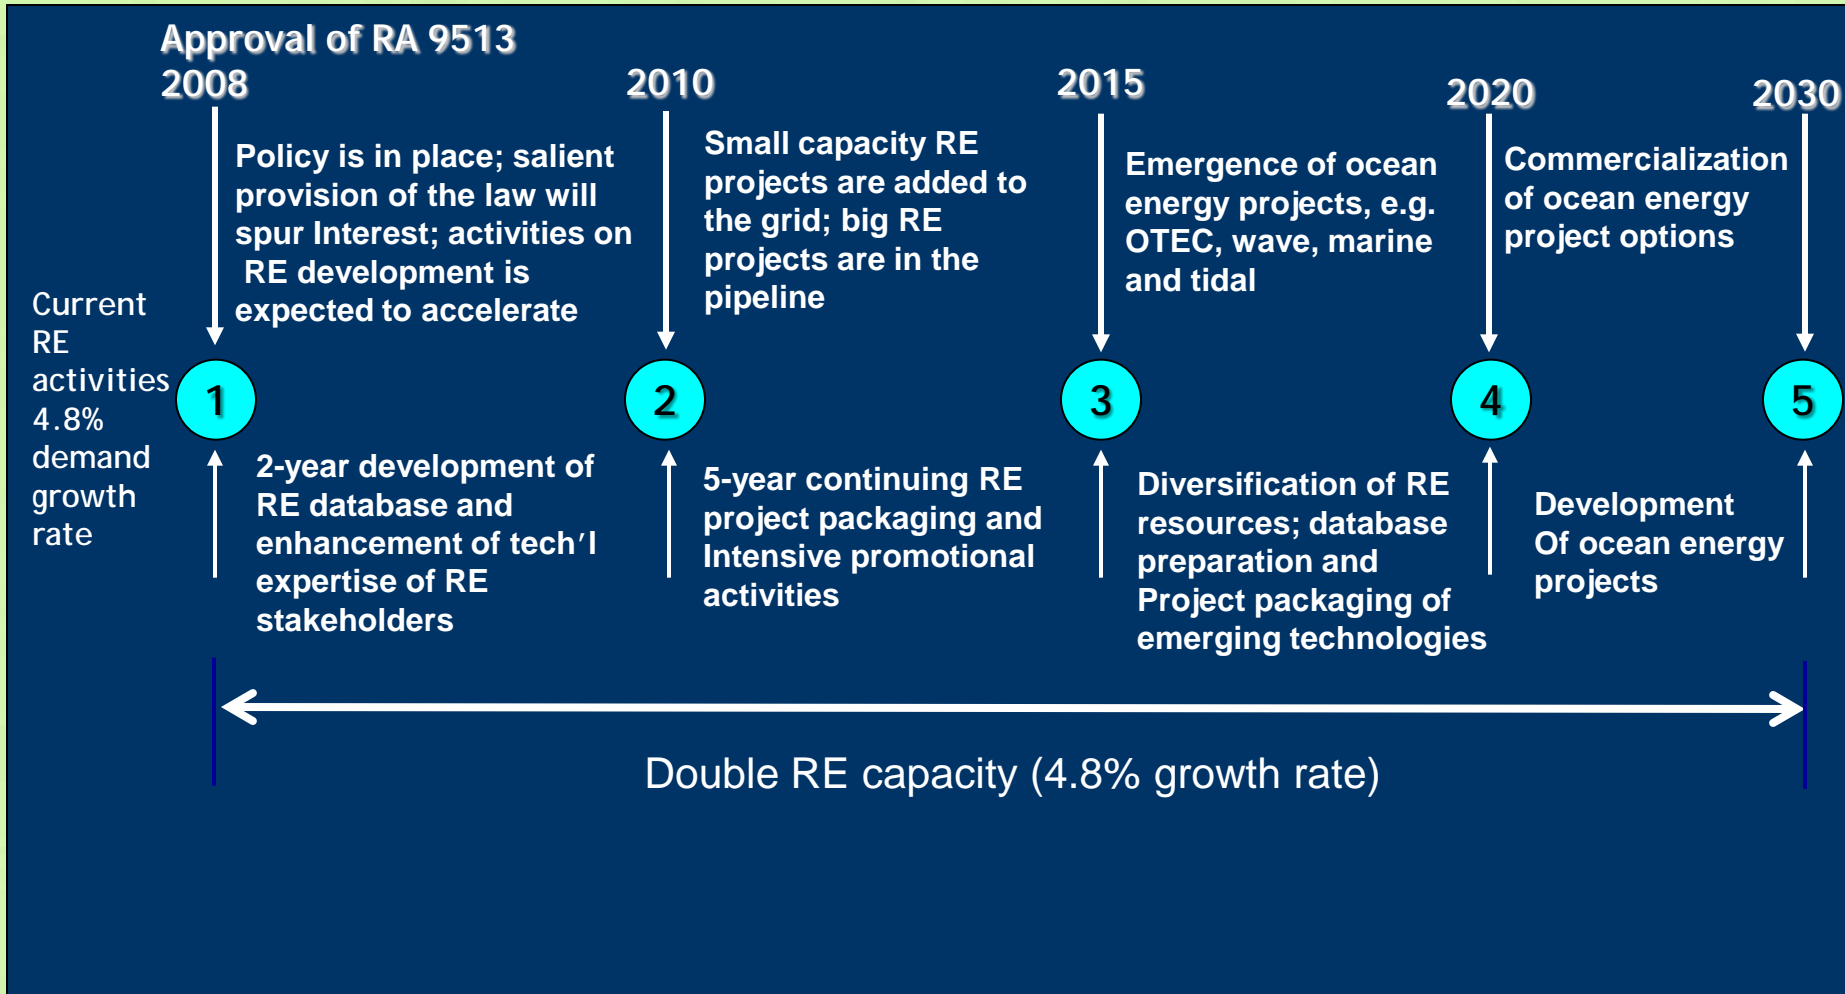 Approval of RA 9513
2008
2010
2015
2020
2030
Policy is in place; salient
provision of the law will
spur Interest; activities on
RE development is
expected to accelerate
Small capacity RE
projects are added to
the grid; big RE
projects are in the
pipeline
Emergence of ocean
energy projects, e.g.
OTEC, wave, marine
and tidal
Commercialization
of ocean energy
project options
Current
RE
activities
4.8%
demand
growth
rate
1
2
3
4
5
2-year development of
RE database and
enhancement of tech’l
expertise of RE
stakeholders
5-year continuing RE
project packaging and
Intensive promotional
activities
Diversification of RE
resources; database
preparation and
Project packaging of
emerging technologies
Development
Of ocean energy
projects
Double RE capacity (4.8% growth rate)